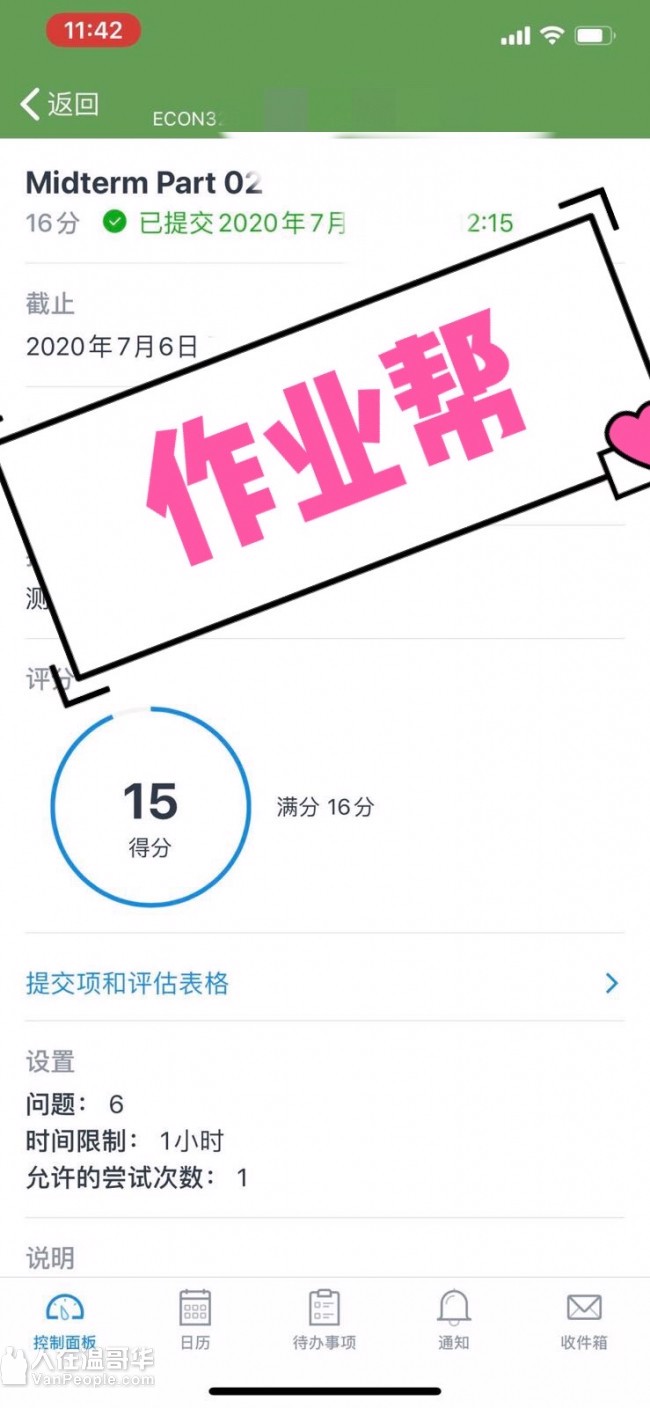 11:42
返回
ECON3
Midterm Part 02
16分 已提交2020年7月 2:15
截止
2020年7月6日
作业帮
测
评分
15
得分
满分 16分
提交项和评估表格
设置
问题： 6
时间限制： 1小时
允许的尝试次数： 1
说明
控制面板 日历 待办事项 通知 收件箱
人在温哥华
VanPeople.com